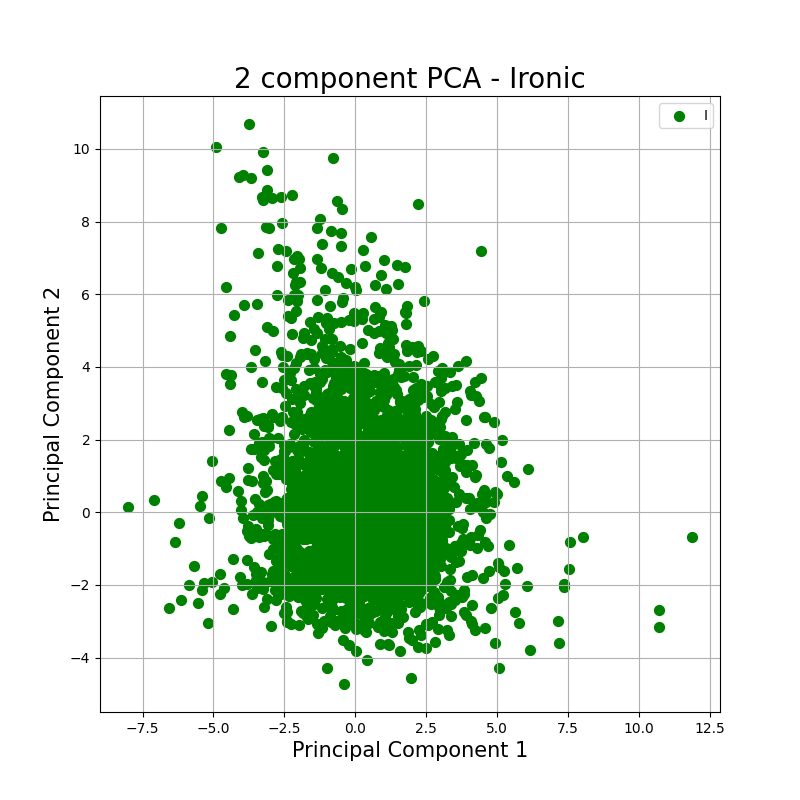 2 component PCA - Ironic
I
10
8
6
4
2
0
−2
−4
Principal Component 2
−7.5 −5.0 −2.5 0.0 2.5 5.0 7.5 10.0 12.5
Principal Component 1